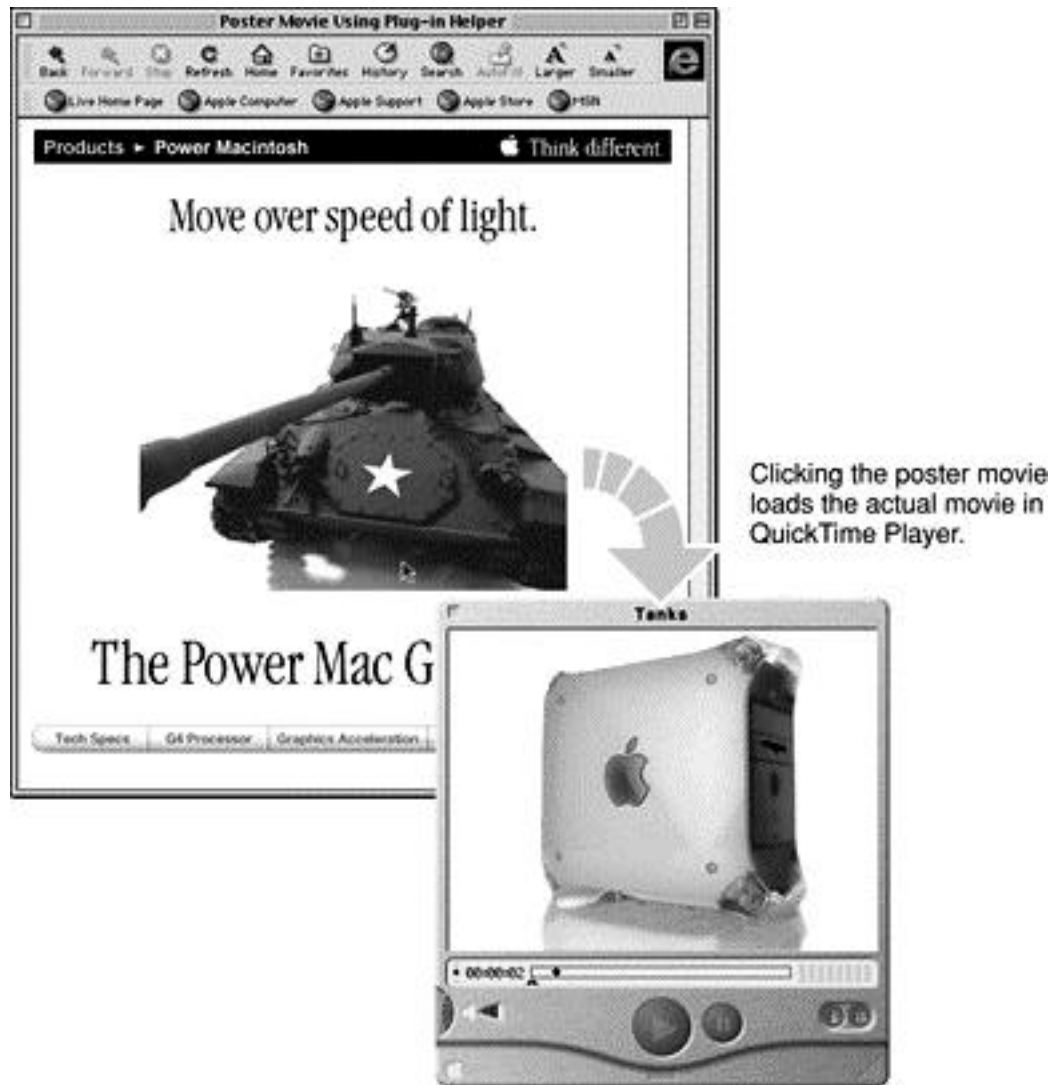 Poster Movie Using Plug-in Helper
Back Forward Stop Refresh Home Favorites History Search AutoFill Larger Smaller
Live Home Page Apple Computer Apple Support Apple Store MSN
Products Power Macintosh Think different
Move over speed of light.
Clicking the poster movie
loads the actual movie in
QuickTime Player.
Tanks
The Power Mac G
Tech Specs G4 Processor Graphics Acceleration
00:00:02